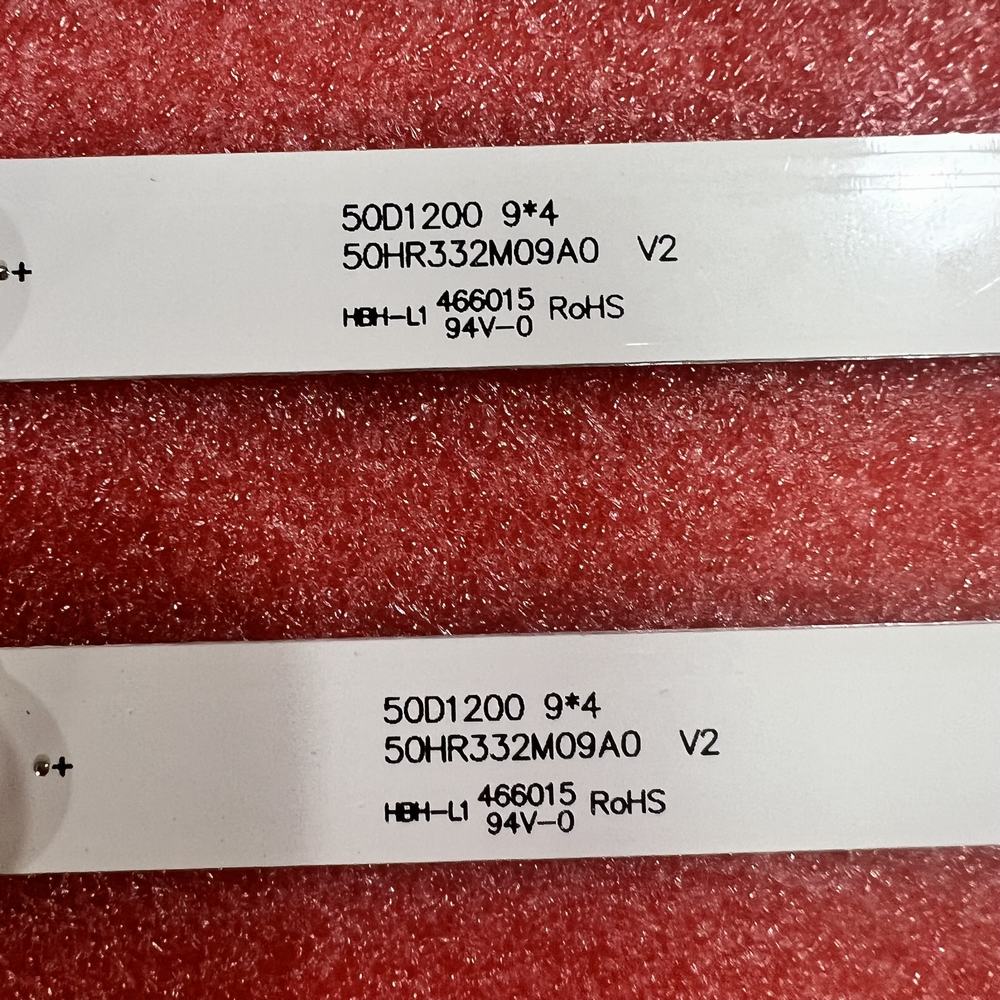 50D1200 9*4
50HR332M09A0 V2
HBH-L1 466015 RoHS
94V-0
+
50D1200 9*4
50HR332M09A0 V2
HBH-L1 466015 RoHS
94V-0
+